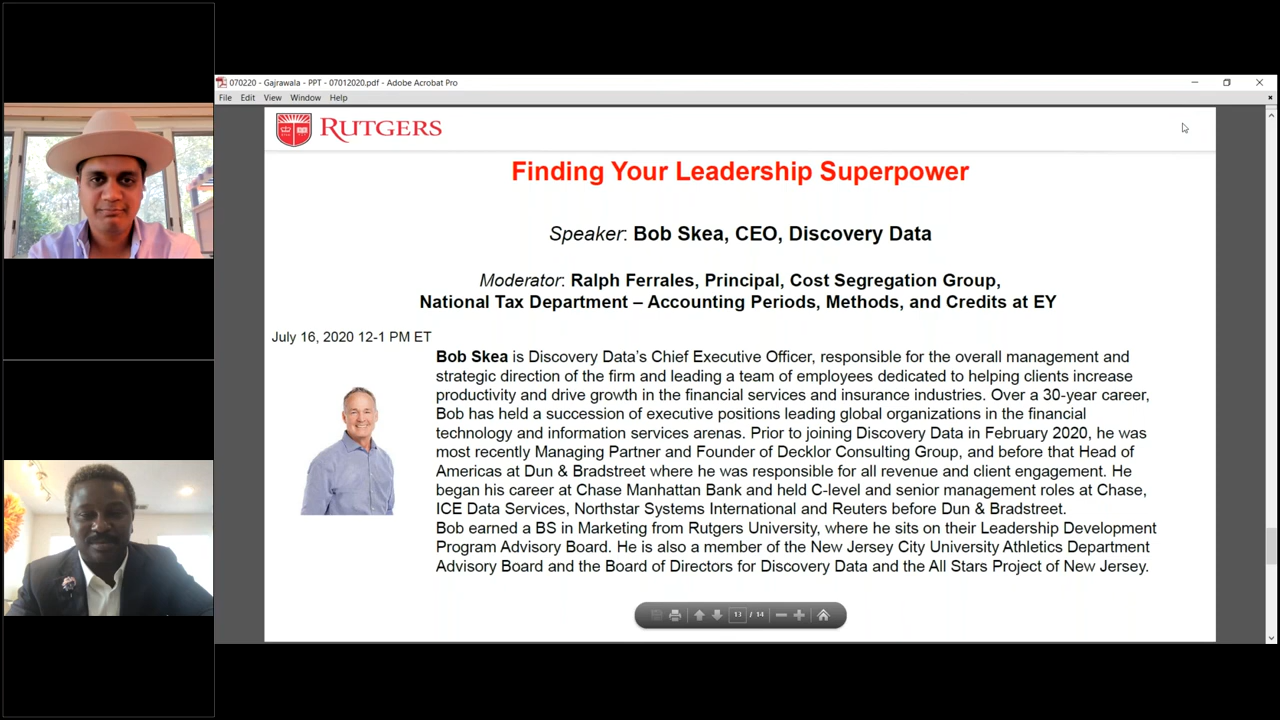 070220 - Gajrawala - PPT - 07012020.pdf - Adobe Acrobat Pro
File Edit View Window Help
RUTGERS
Finding Your Leadership Superpower
Speaker: Bob Skea, CEO, Discovery Data
Moderator: Ralph Ferrales, Principal, Cost Segregation Group,
National Tax Department – Accounting Periods, Methods, and Credits at EY
July 16, 2020 12-1 PM ET
Bob Skea is Discovery Data's Chief Executive Officer, responsible for the overall management and
strategic direction of the firm and leading a team of employees dedicated to helping clients increase
productivity and drive growth in the financial services and insurance industries. Over a 30-year career,
Bob has held a succession of executive positions leading global organizations in the financial
technology and information services arenas. Prior to joining Discovery Data in February 2020, he was
most recently Managing Partner and Founder of Decklor Consulting Group, and before that Head of
Americas at Dun & Bradstreet where he was responsible for all revenue and client engagement. He
began his career at Chase Manhattan Bank and held C-level and senior management roles at Chase,
ICE Data Services, Northstar Systems International and Reuters before Dun & Bradstreet.
Bob earned a BS in Marketing from Rutgers University, where he sits on their Leadership Development
Program Advisory Board. He is also a member of the New Jersey City University Athletics Department
Advisory Board and the Board of Directors for Discovery Data and the All Stars Project of New Jersey.
13 / 14